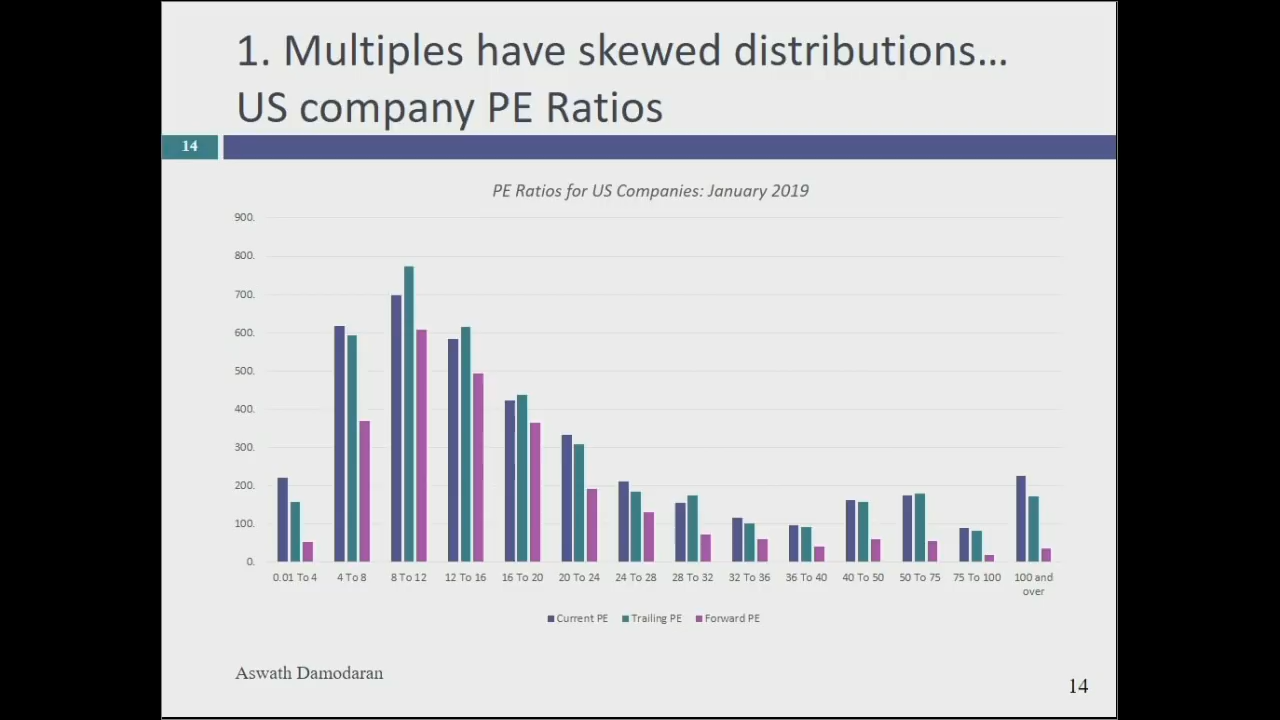 1. Multiples have skewed distributions…
US company PE Ratios
14
PE Ratios for US Companies: January 2019
900.
800.
700.
600.
500.
400.
300.
200.
100.
0.
0.01 To 4 4 To 8 8 To 12 12 To 16 16 To 20 20 To 24 24 To 28 28 To 32 32 To 36 36 To 40 40 To 50 50 To 75 75 To 100 100 and
over
Current PE Trailing PE Forward PE
Aswath Damodaran
14